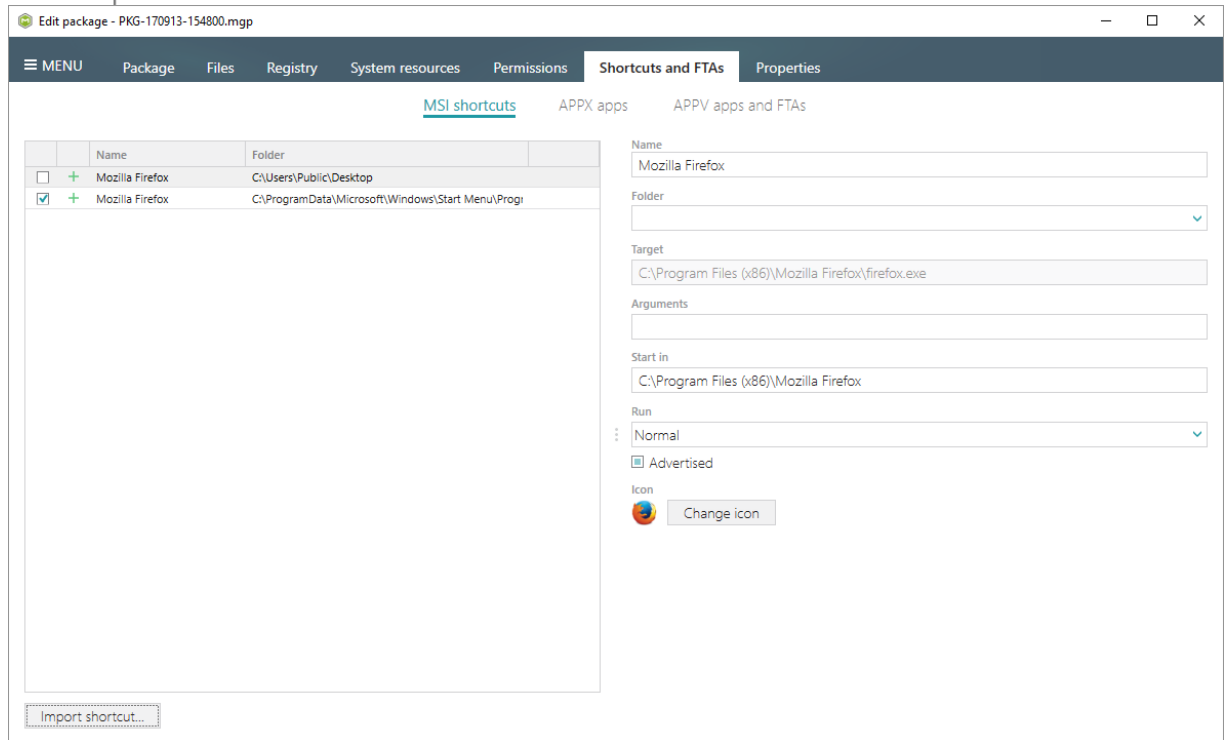 Edit package - PKG-170913-154800.mgp
≡ MENU Package Files Registry System resources Permissions Shortcuts and FTAs Properties
MSI shortcuts APPX apps APPV apps and FTAs
Name Folder
Mozilla Firefox C:\Users\Public\Desktop
Mozilla Firefox C:\ProgramData\Microsoft\Windows\Start Menu\Progr
Name
Mozilla Firefox
Folder
Target
C:\Program Files (x86)\Mozilla Firefox\firefox.exe
Arguments
Start in
C:\Program Files (x86)\Mozilla Firefox
Run
Normal
Advertised
Icon
Change icon
Import shortcut...